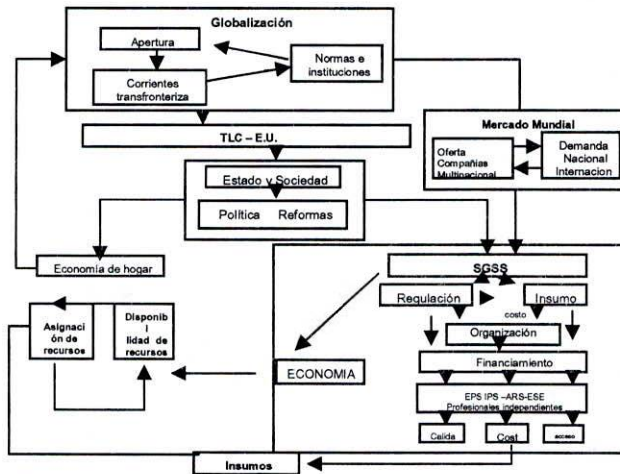 Globalización
Apertura
Corrientes
transfronteriza
Normas e
instituciones
TLC – E.U.
Mercado Mundial
Oferta
Compañías
Multinacional
Demanda
Nacional
Internacion
Estado y Sociedad
Política Reformas
Economía de hogar
SGSS
Regulación
Insumo
costo
Organización
Financiamiento
EPS IPS –ARS-ESE
Profesionales independientes
Calida
Cost
acceso
Asignaci
ón de
recursos
Disponib
i
lidad de
recursos
ECONOMIA
Insumos